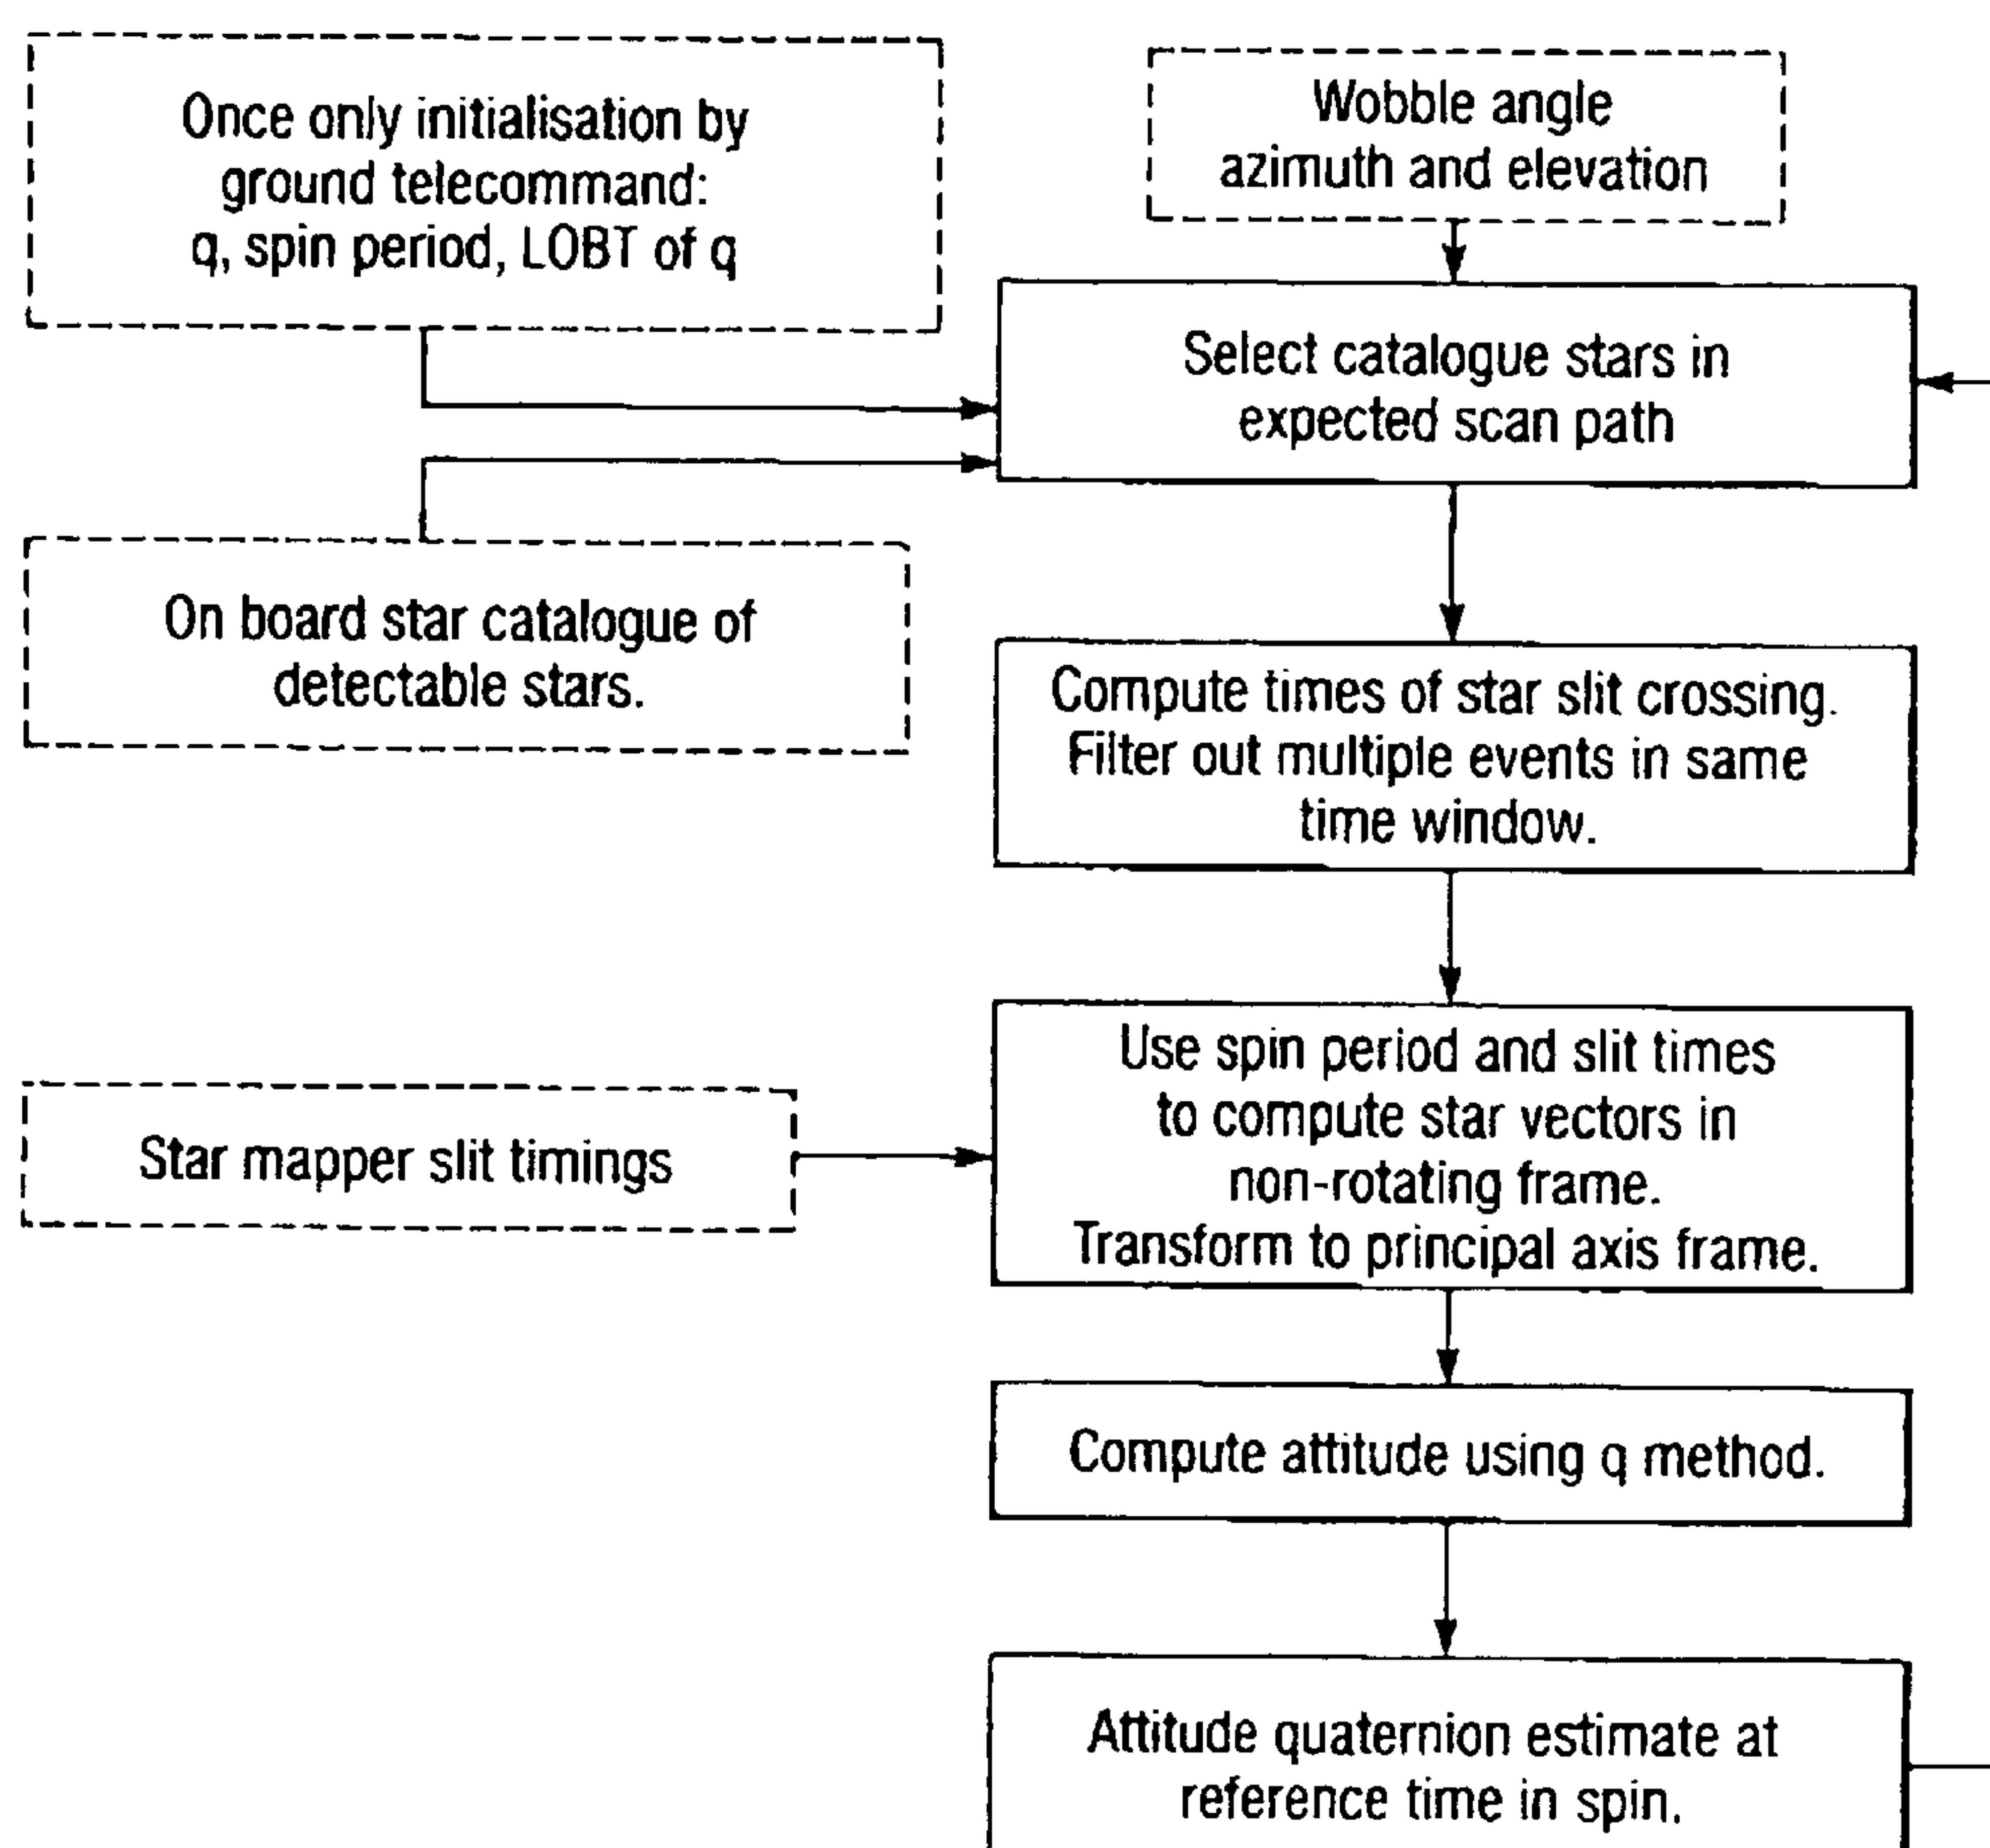 Once only initialisation by
ground telecommand:
q, spin period, LOBT of q
Wobble angle
azimuth and elevation
Select catalogue stars in
expected scan path
On board star catalogue of
detectable stars.
Compute times of star slit crossing.
Filter out multiple events in same
time window.
Star mapper slit timings
Use spin period and slit times
to compute star vectors in
non-rotating frame.
Transform to principal axis frame.
Compute attitude using q method.
Attitude quaternion estimate at
reference time in spin.